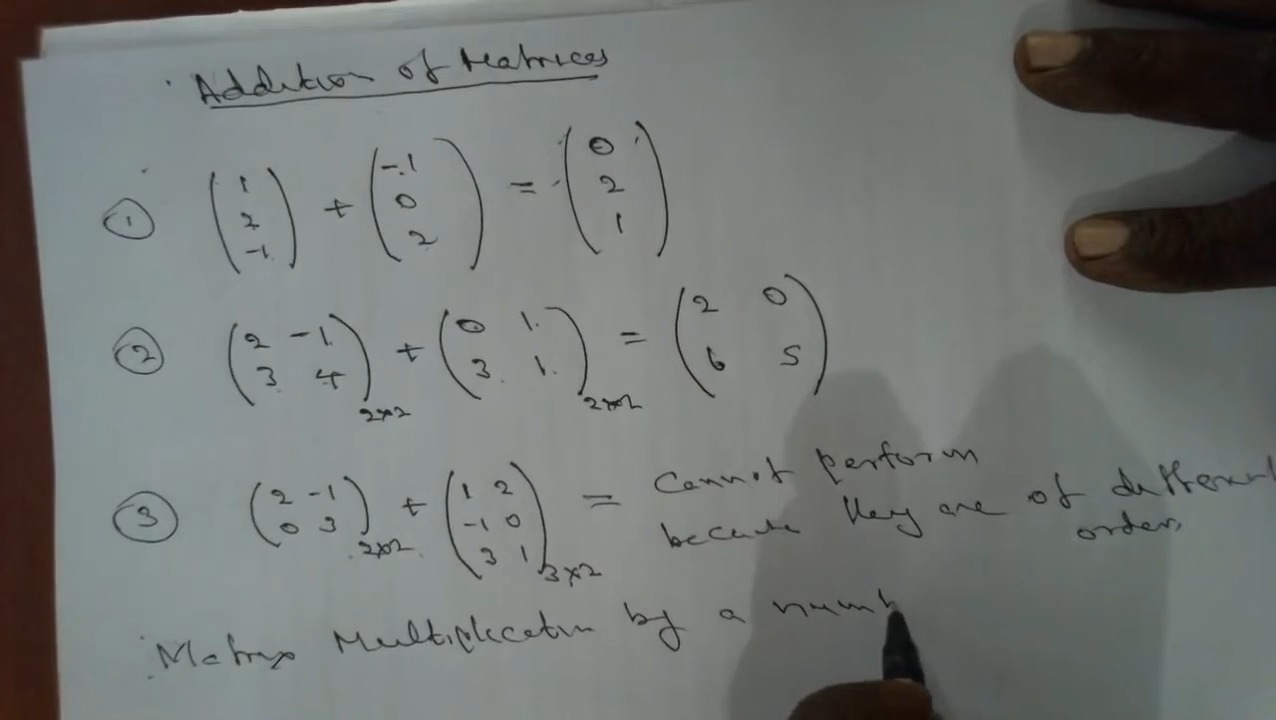 Addition of Matrices
① (1 2 -1) + (-1 0 2) = (0 2 1)
② (2 -1 3 4) 2×2 + (0 1 3 1) 2×2 = (2 0 6 5)
③ (2 -1 0 3) 2×2 + (1 2 -1 0 3 1) 3×2 = Cannot perform
because they are of different
orders
Matrix Multiplication by a numb